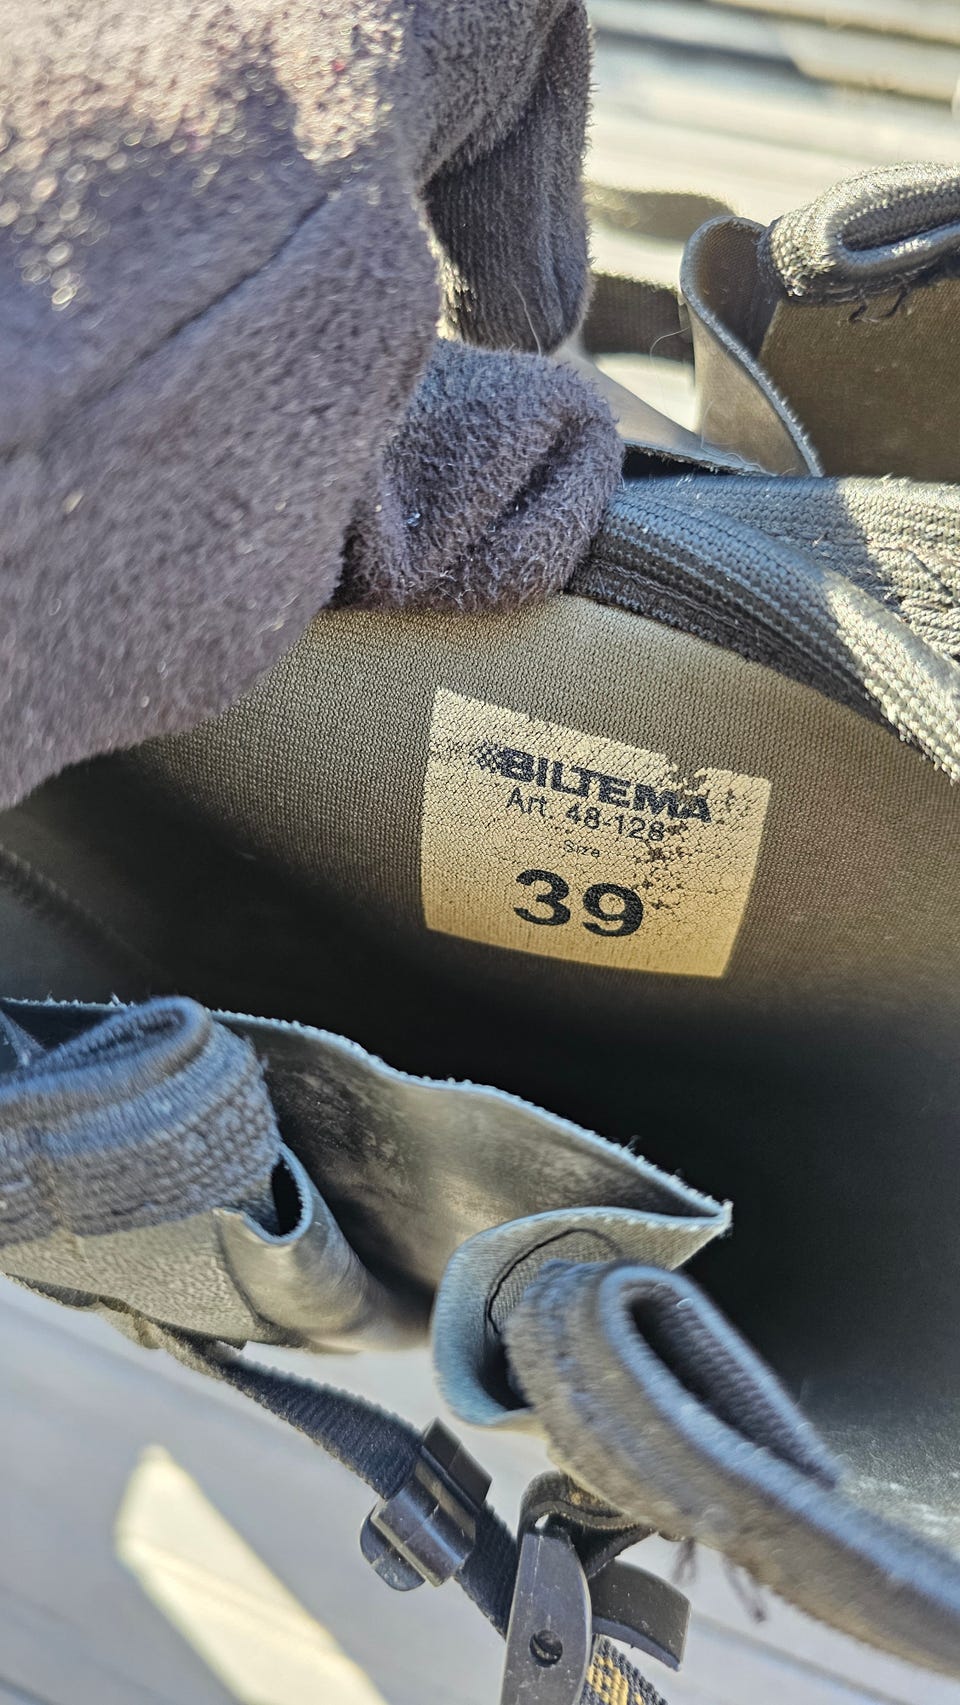 BILTEMA
Art. 48-128
Size
39